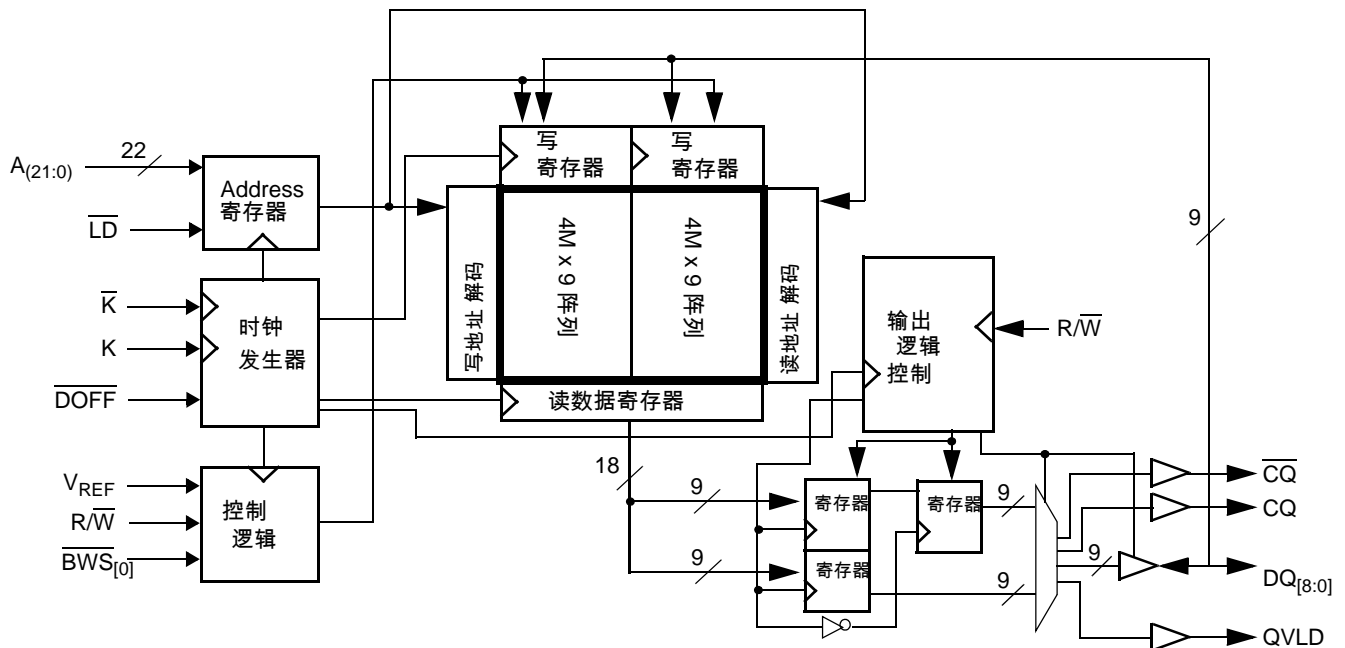 A(21:0)
22
LD
Address
寄存器
K
K
DOFF
时钟
发生器
VREF
R/W
BWS[0]
控制
逻辑
写
寄存器
写
寄存器
写地址 解码
4M x 9 阵列
4M x 9 阵列
读地址 解码
读数据寄存器
18
9
9
输出
逻辑
控制
R/W
9
寄存器
寄存器
寄存器
9
9
9
CQ
CQ
DQ[8:0]
QVLD